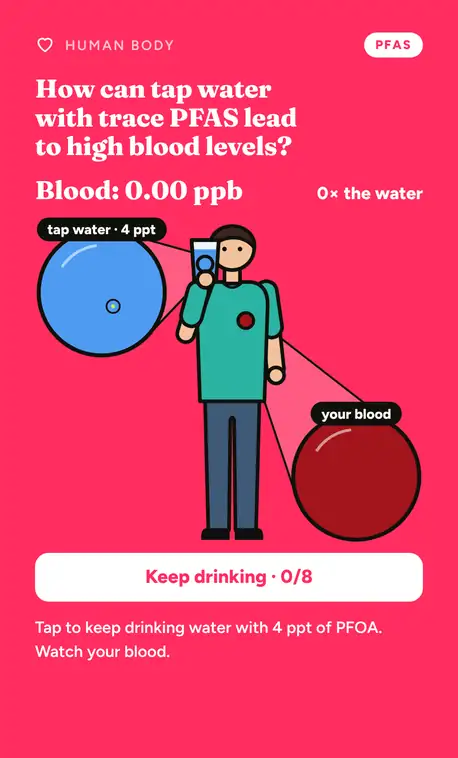 HUMAN BODY
PFAS
How can tap water
with trace PFAS lead
to high blood levels?
Blood: 0.00 ppb
0× the water
tap water · 4 ppt
your blood
Keep drinking · 0/8
Tap to keep drinking water with 4 ppt of PFOA.
Watch your blood.